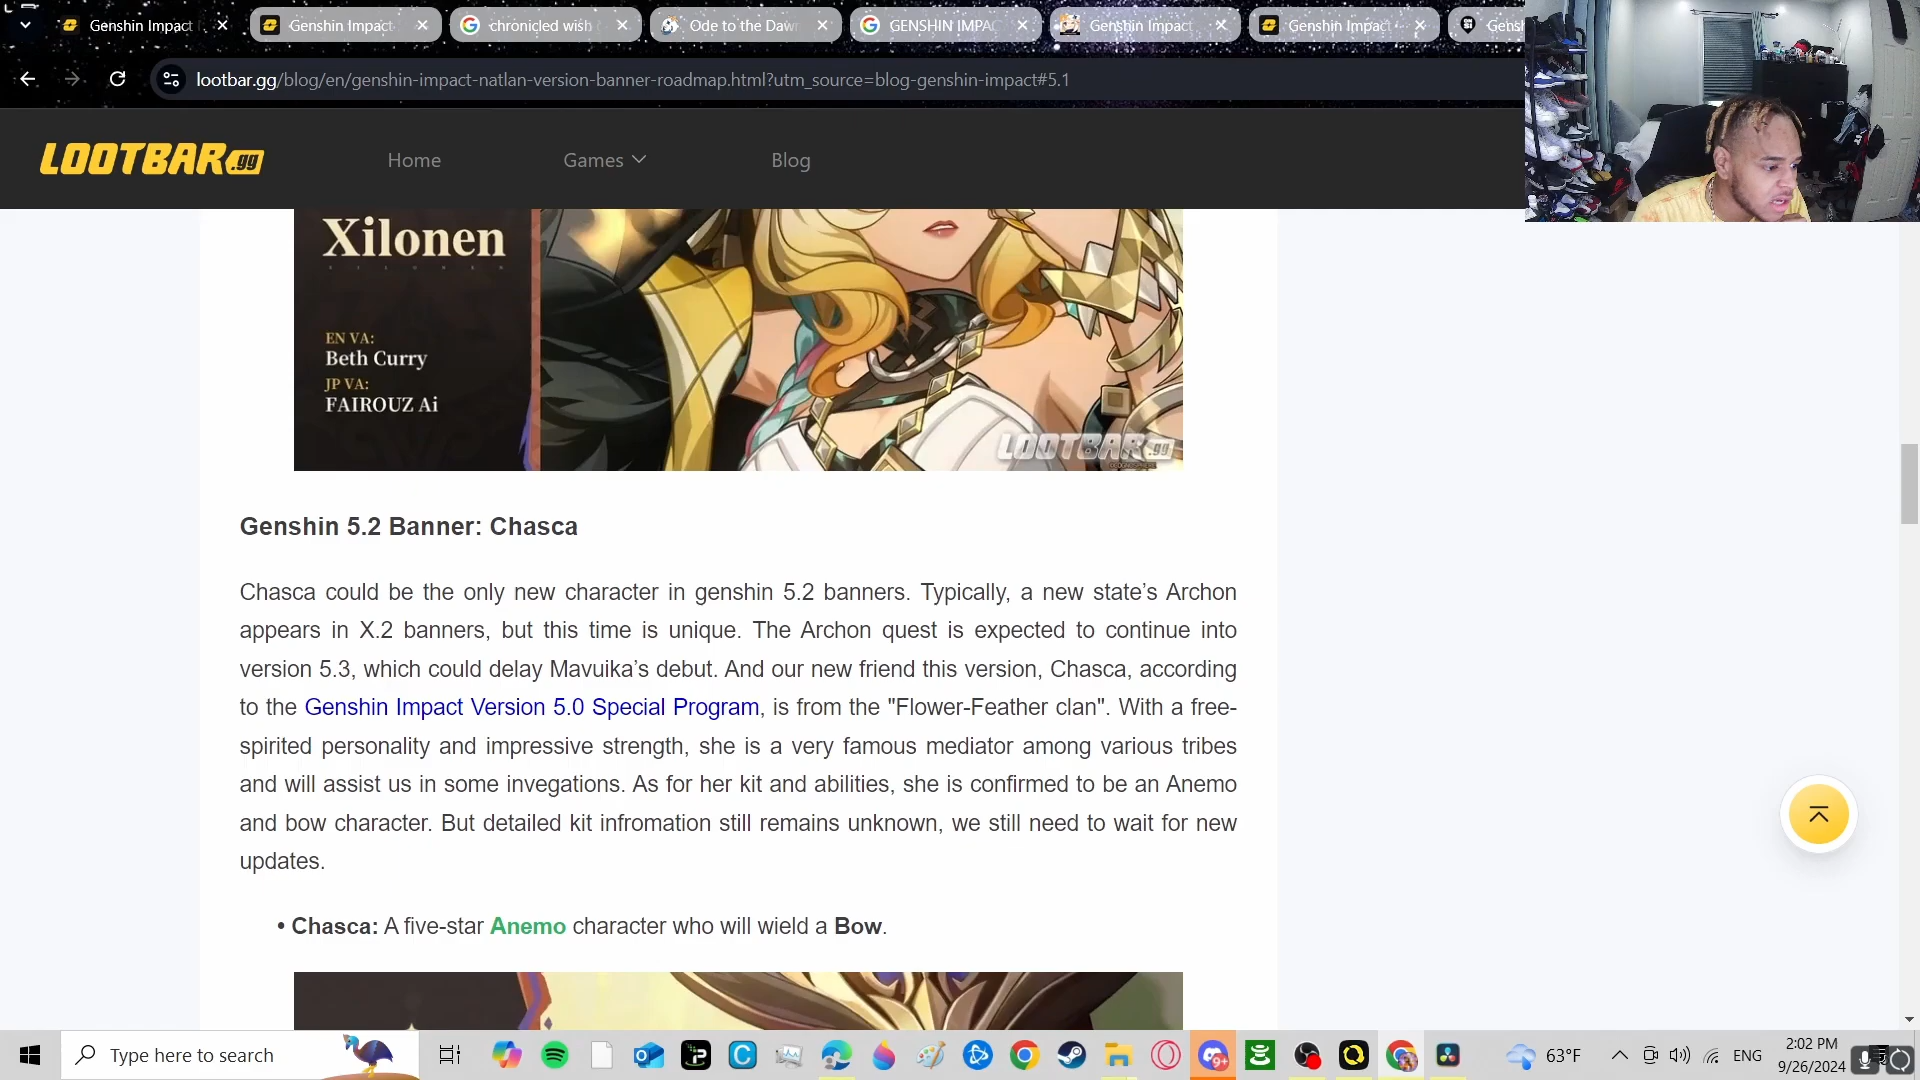 Genshin Impact
Genshin Impact
chronicled wish
Ode to the Dawn
GENSHIN IMPA
Genshin Impact
Genshin Impact
Gensh
lootbar.gg/blog/en/genshin-impact-natlan-version-banner-roadmap.html?utm_source=blog-genshin-impact#5.1
LOOTBAR.gg
Home
Games
Blog
Xilonen
EN VA:
Beth Curry
JP VA:
FAIROUZ Ai
LOOTBAR.gg
Genshin 5.2 Banner: Chasca
Chasca could be the only new character in genshin 5.2 banners. Typically, a new state’s Archon
appears in X.2 banners, but this time is unique. The Archon quest is expected to continue into
version 5.3, which could delay Mavuika’s debut. And our new friend this version, Chasca, according
to the Genshin Impact Version 5.0 Special Program, is from the "Flower-Feather clan". With a free-
spirited personality and impressive strength, she is a very famous mediator among various tribes
and will assist us in some invegations. As for her kit and abilities, she is confirmed to be an Anemo
and bow character. But detailed kit infromation still remains unknown, we still need to wait for new
updates.
• Chasca: A five-star Anemo character who will wield a Bow.
Type here to search
9+
63°F
ENG
2:02 PM
9/26/2024